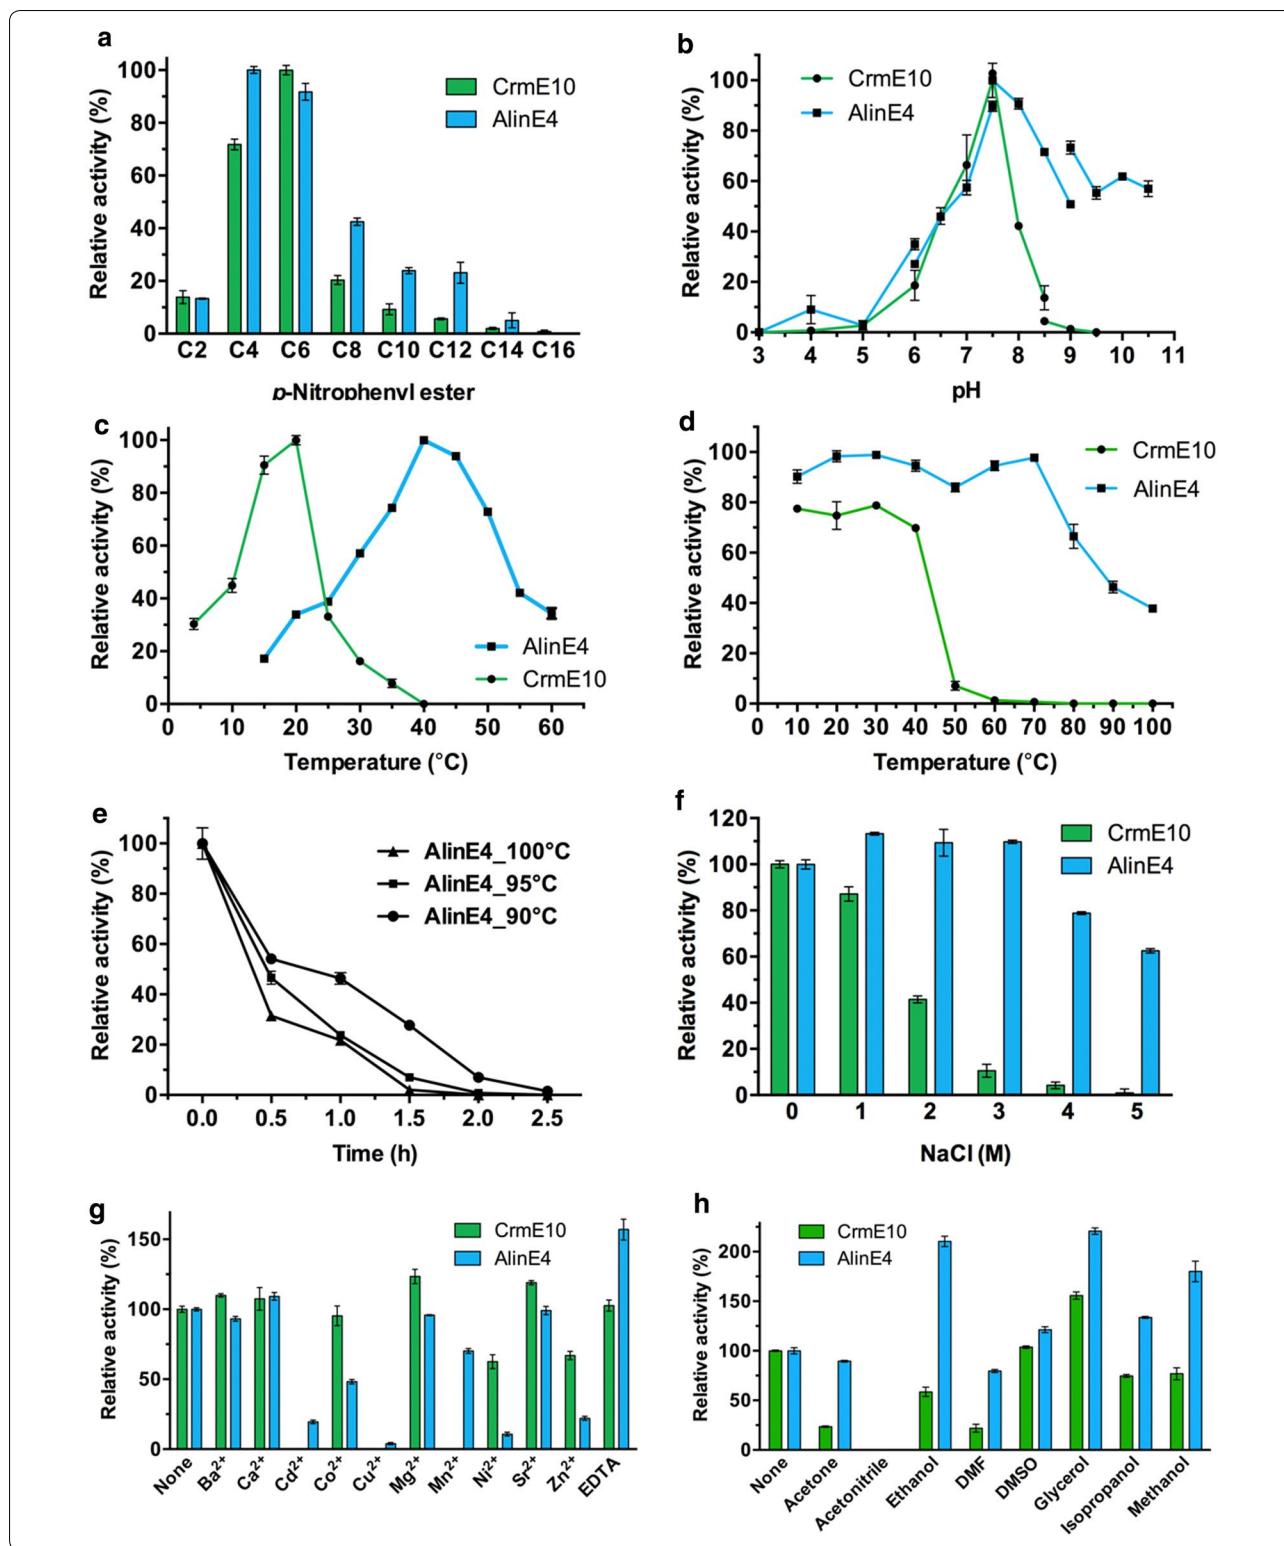 a
Relative activity (%)
100
80
60
40
20
0
CrmE10
AlinE4
C2 C4 C6 C8 C10 C12 C14 C16
p-Nitrophenyl ester
b
Relative activity (%)
100
80
60
40
20
0
CrmE10
AlinE4
3 4 5 6 7 8 9 10 11
pH
c
Relative activity (%)
100
80
60
40
20
0
AlinE4
CrmE10
0 10 20 30 40 50 60
Temperature (°C)
d
Relative activity (%)
100
80
60
40
20
0
CrmE10
AlinE4
0 10 20 30 40 50 60 70 80 90 100
Temperature (°C)
e
Relative activity (%)
100
80
60
40
20
0
AlinE4_100°C
AlinE4_95°C
AlinE4_90°C
0.0 0.5 1.0 1.5 2.0 2.5
Time (h)
f
Relative activity (%)
120
100
80
60
40
20
0
CrmE10
AlinE4
0 1 2 3 4 5
NaCl (M)
g
Relative activity (%)
150
100
50
0
CrmE10
AlinE4
None Ba²⁺ Ca²⁺ Cd²⁺ Co²⁺ Cu²⁺ Mg²⁺ Mn²⁺ Ni²⁺ Sr²⁺ Zn²⁺ EDTA
h
Relative activity (%)
200
150
100
50
0
CrmE10
AlinE4
None Acetone Acetonitrile Ethanol DMF DMSO Glycerol Isopropanol Methanol